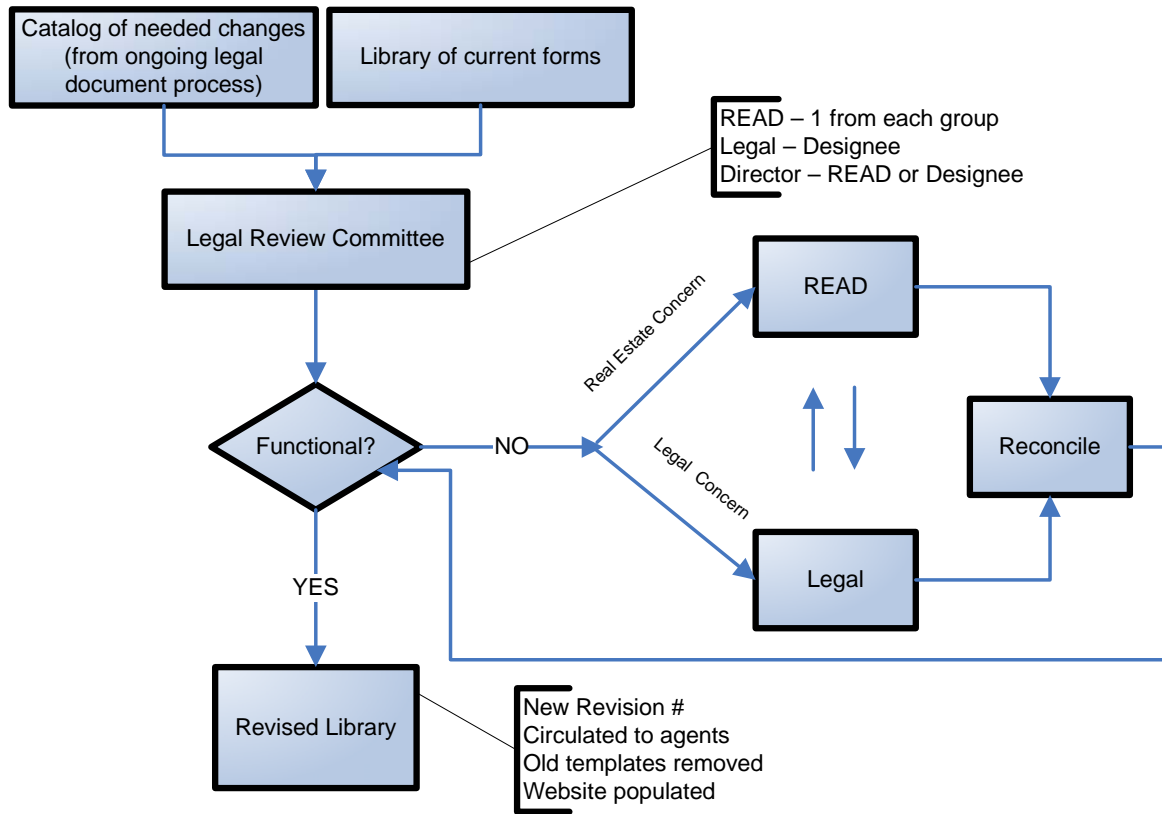 Catalog of needed changes
(from ongoing legal
document process)
Library of current forms
READ – 1 from each group
Legal – Designee
Director – READ or Designee
Legal Review Committee
READ
Real Estate Concern
Functional?
NO
Reconcile
Legal Concern
Legal
YES
Revised Library
New Revision #
Circulated to agents
Old templates removed
Website populated